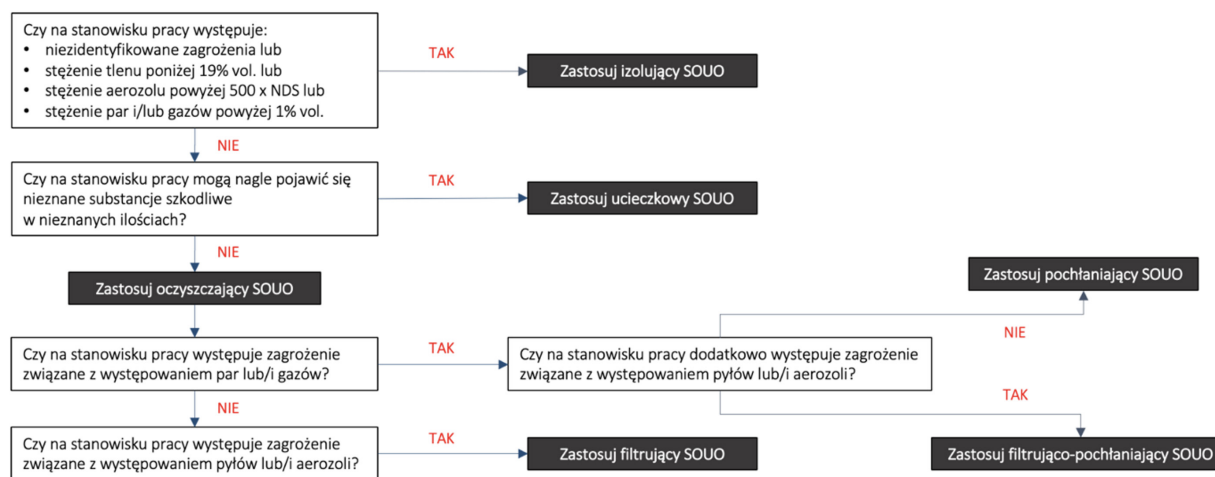 Czy na stanowisku pracy występuje:
• niezidentyfikowane zagrożenia lub
• stężenie tlenu poniżej 19% vol. lub
• stężenie aerozolu powyżej 500 x NDS lub
• stężenie par i/lub gazów powyżej 1% vol.
TAK
Zastosuj izolujący SOUO
NIE
Czy na stanowisku pracy mogą nagle pojawić się
nieznane substancje szkodliwe
w nieznanych ilościach?
TAK
Zastosuj ucieczkowy SOUO
NIE
Zastosuj oczyszczający SOUO
Zastosuj pochłaniający SOUO
Czy na stanowisku pracy występuje zagrożenie
związane z występowaniem par lub/i gazów?
TAK
Czy na stanowisku pracy dodatkowo występuje zagrożenie
związane z występowaniem pyłów lub/i aerozoli?
NIE
TAK
NIE
Czy na stanowisku pracy występuje zagrożenie
związane z występowaniem pyłów lub/i aerozoli?
TAK
Zastosuj filtrujący SOUO
Zastosuj filtrująco-pochłaniający SOUO